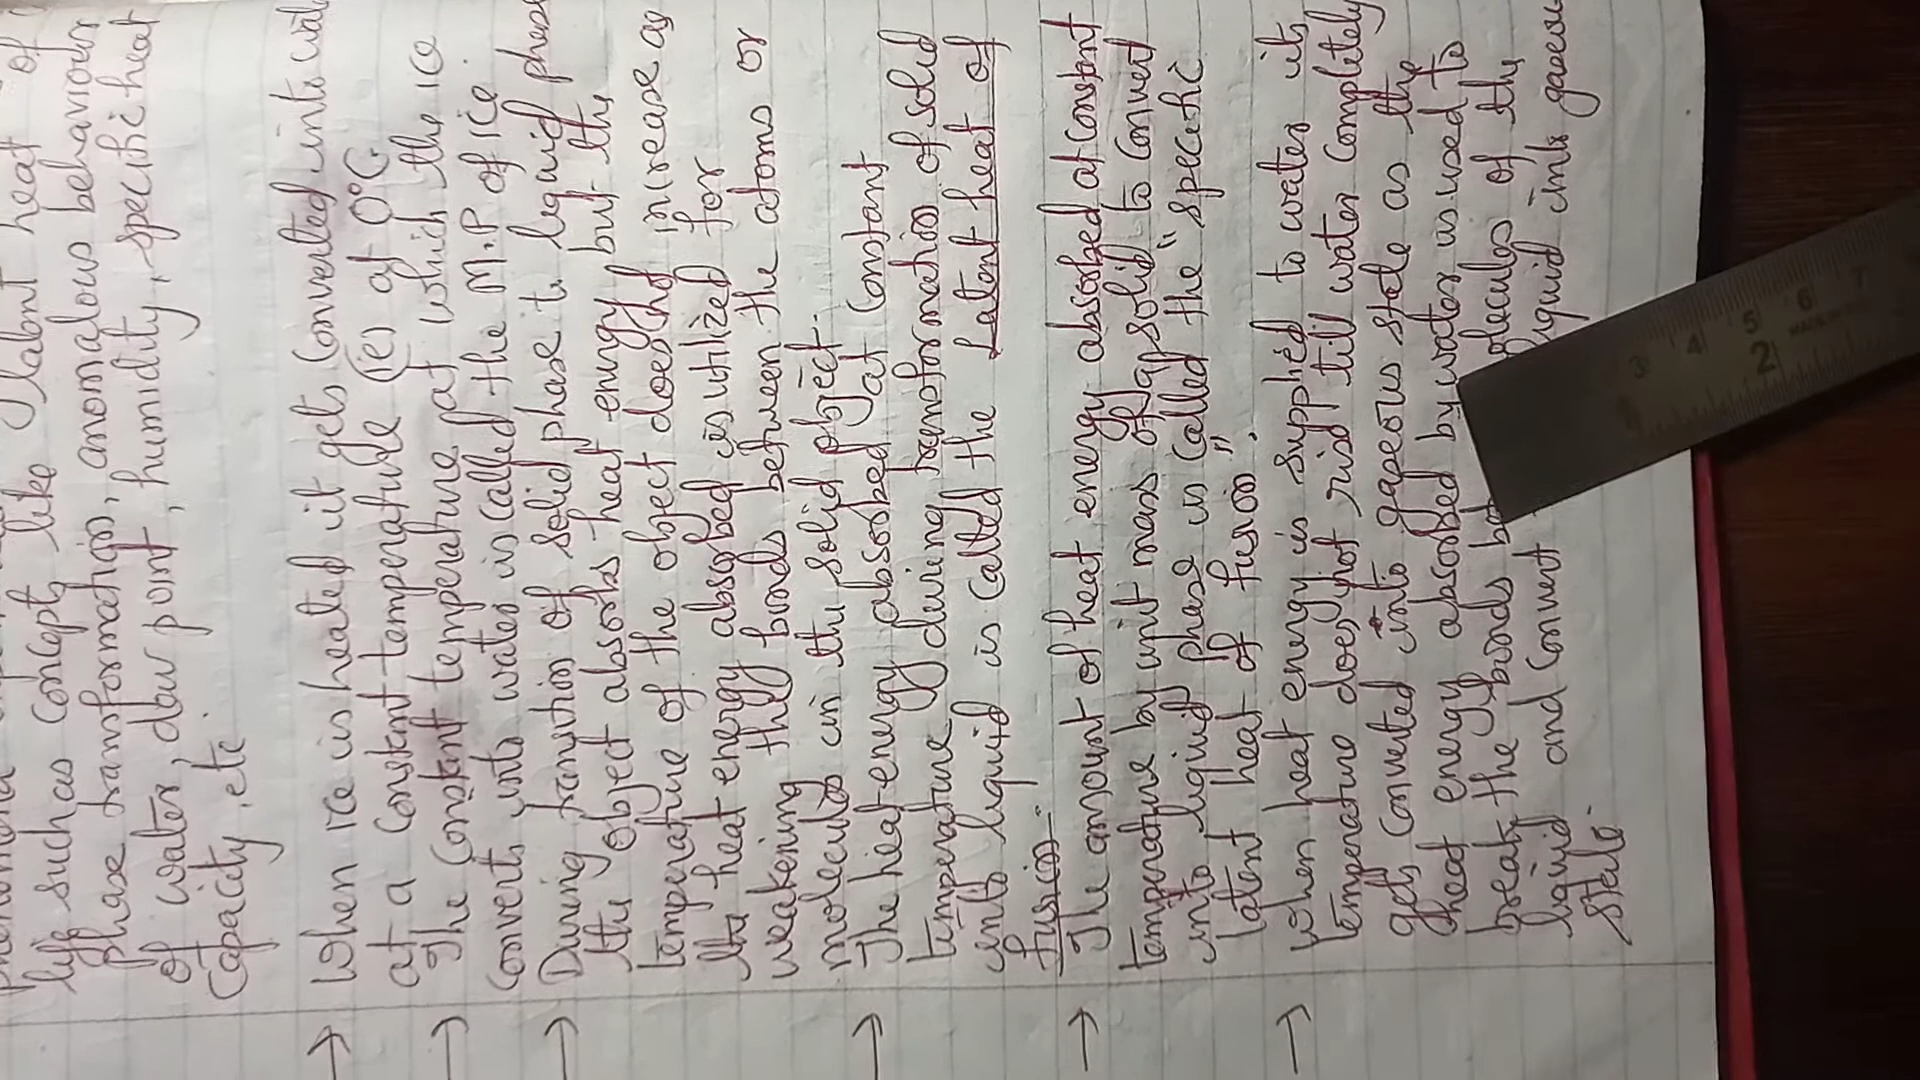 life such as concept like latent heat of
phase transformation, anomalous behaviour
of water, dew point, humidity, specific heat
capacity, etc.
→ When ice is heated it gets converted into
at a constant temperature (ie) at 0°C.
→ The constant temperature at which the ice
converts into water is called the M.P of ice.
→ During transition of solid phase to liquid phase
the object absorbs heat energy but the
temperature of the object does not increase as
the heat energy absorbed is utilized for
weakening the bonds between the atoms or
molecules in the solid object.
→ The heat energy absorbed at constant
temperature during transformation of solid
into liquid is called the Latent heat of
fusion.
→ The amount of heat energy absorbed at constant
temperature by unit mass of a solid to convert
into liquid phase is called the "specific
latent heat of fusion".
→ when heat energy is supplied to water its
temperature does not rise till water completely
gets converted into gaseous state as the
heat energy absorbed by water is used to
break the bonds molecules of the
liquid and convert liquid into gaseous
state.
3 4 5 6 7
1 2
MADE